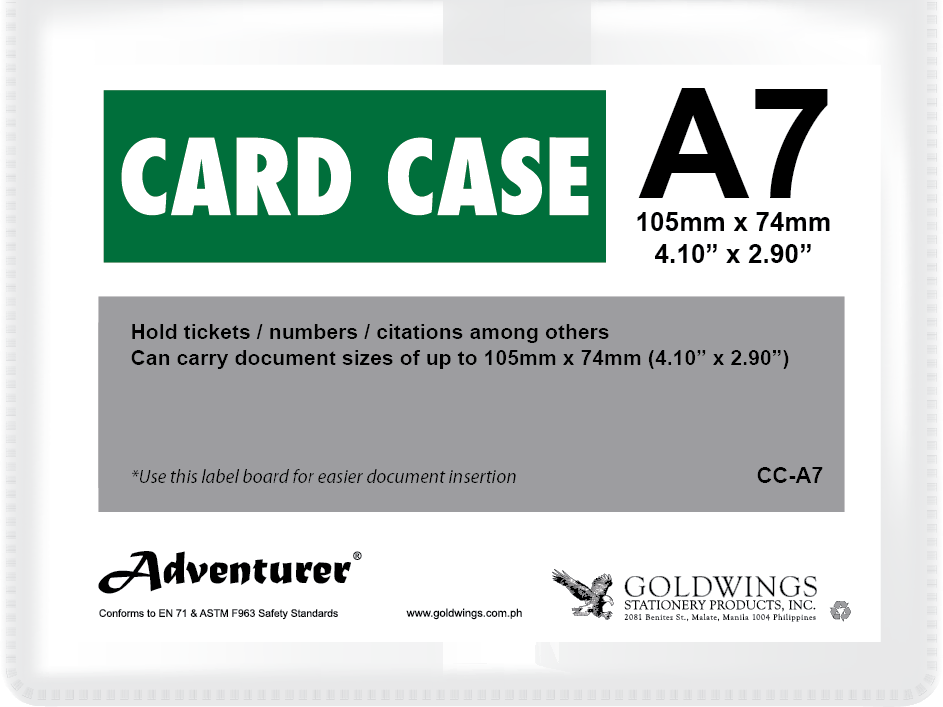 CARD CASE
A7
105mm x 74mm
4.10” x 2.90”
Hold tickets / numbers / citations among others
Can carry document sizes of up to 105mm x 74mm (4.10” x 2.90”)
*Use this label board for easier document insertion
CC-A7
Adventurer®
Conforms to EN 71 & ASTM F963 Safety Standards
www.goldwings.com.ph
GOLDWINGS
STATIONERY PRODUCTS, INC.
2081 Benites St., Malate, Manila 1004 Philippines